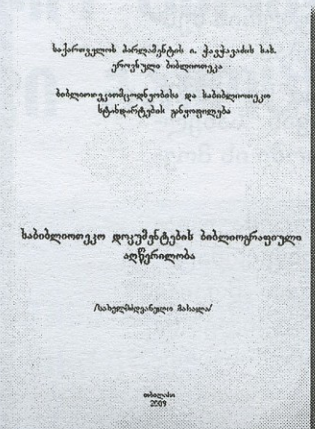 საქართველოს პარლამენტის ი. ჭავჭავაძის სახ.
ეროვნული ბიბლიოთეკა
ბიბლიოთეკათმცოდნეობისა და საბიბლიოთეკო
სტანდარტების განყოფილება
საბიბლიოთეკო დოკუმენტების ბიბლიოგრაფიული
აღწერილობა
/სახელმძღვანელო მასალა/
თბილისი
2009